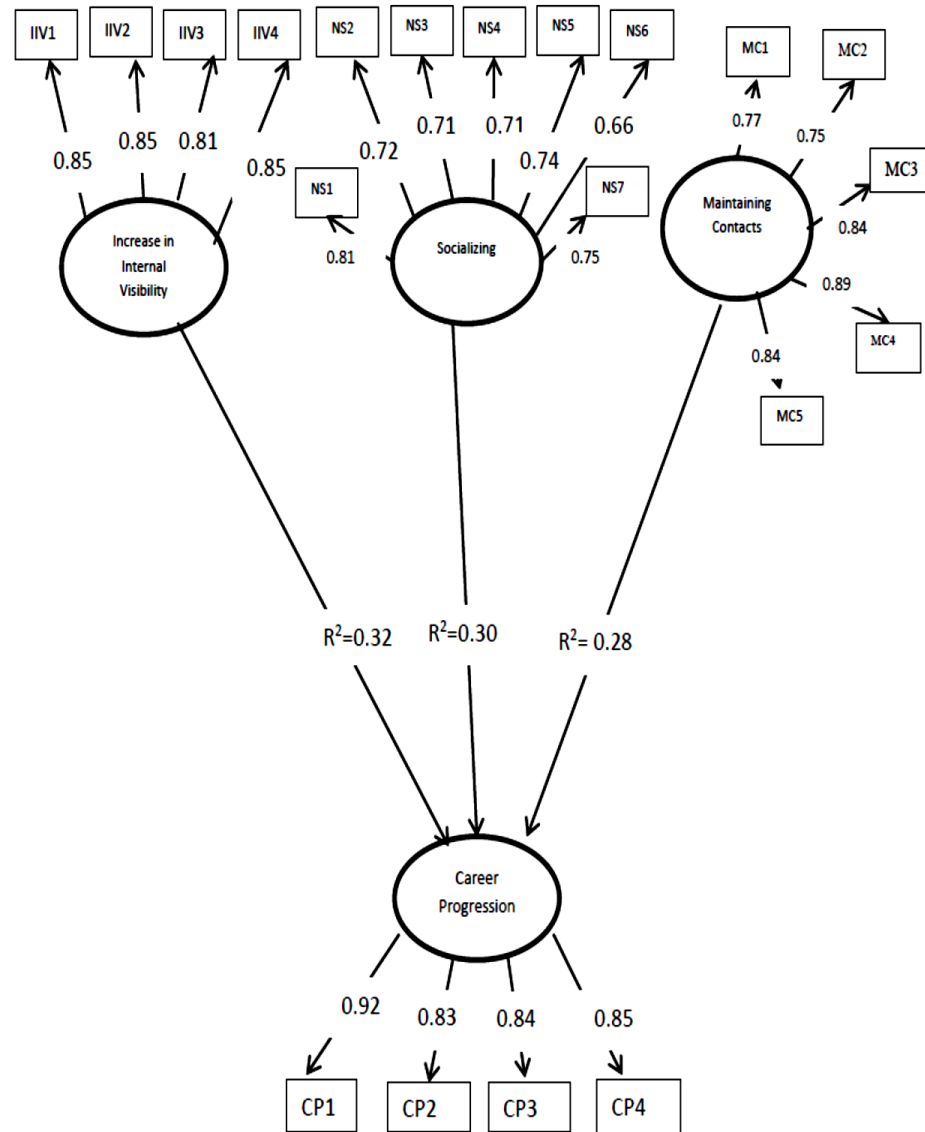 IIV1 IIV2 IIV3 IIV4 NS2 NS3 NS4 NS5 NS6 MC1 MC2
0.85 0.85 0.81 0.85 0.72 0.71 0.71 0.74 0.66 0.77 0.75
NS1 NS7 MC3
0.81 0.75 0.84
Increase in
Internal
Visibility
Socializing
Maintaining
Contacts
0.89
MC4
0.84
MC5
R²=0.32 R²=0.30 R²= 0.28
Career
Progression
0.92 0.83 0.84 0.85
CP1 CP2 CP3 CP4